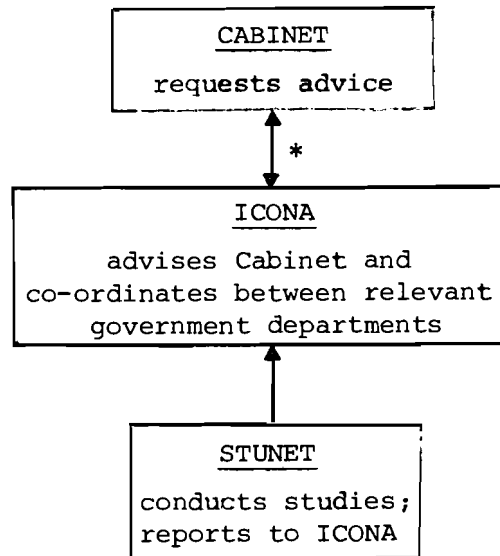 CABINET
requests advice
*
ICONA
advises Cabinet and
co-ordinates between relevant
government departments
STUNET
conducts studies;
reports to ICONA